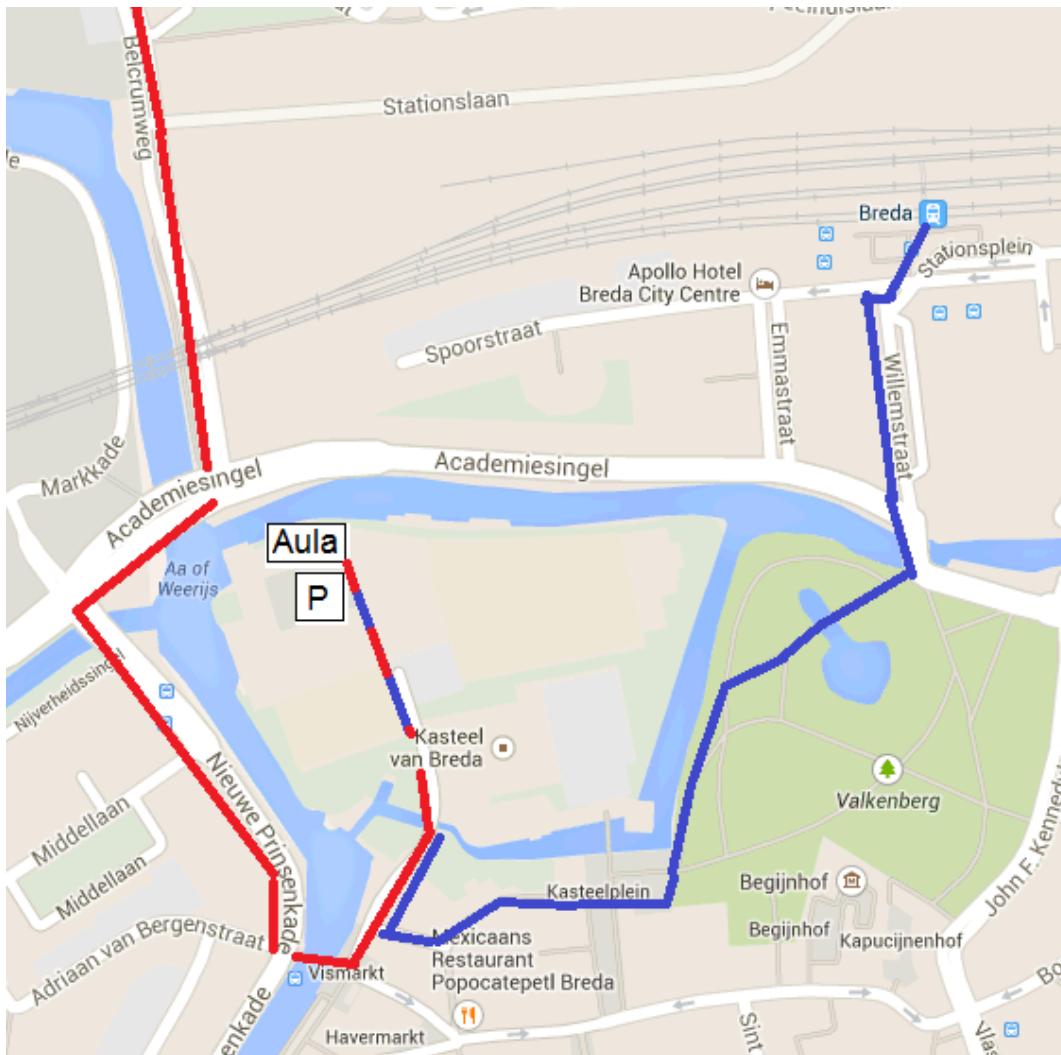 Belcrumweg
Stationslaan
Breda
Stationsplein
Apollo Hotel
Breda City Centre
Spoorstraat
Emmastraat
Willemstraat
Markkade
Academiesingel
Academiesingel
Aula
P
Aa of
Weerijs
Nijverheidssingel
Kasteel
van Breda
Nieuwe Prinsenkade
Valkenberg
Middellaan
Middellaan
John F. Kennedy
Kasteelplein
Begijnhof
Begijnhof
Kapucijnenhof
Adriaan van Bergenstraat
Mexicaans
Restaurant
Popocatepetl Breda
Vismarkt
enkade
Havermarkt
Sint